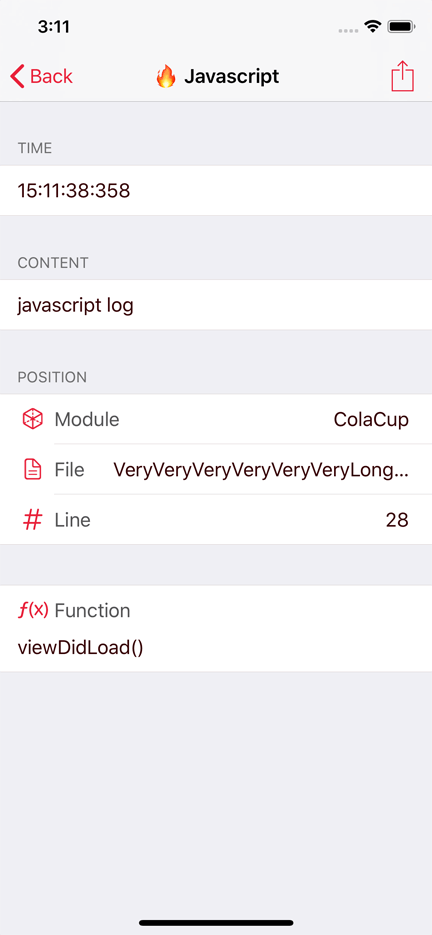 3:11
Back
Javascript
TIME
15:11:38:358
CONTENT
javascript log
POSITION
Module ColaCup
File VeryVeryVeryVeryVeryVeryLong...
# Line 28
f(x) Function
viewDidLoad()